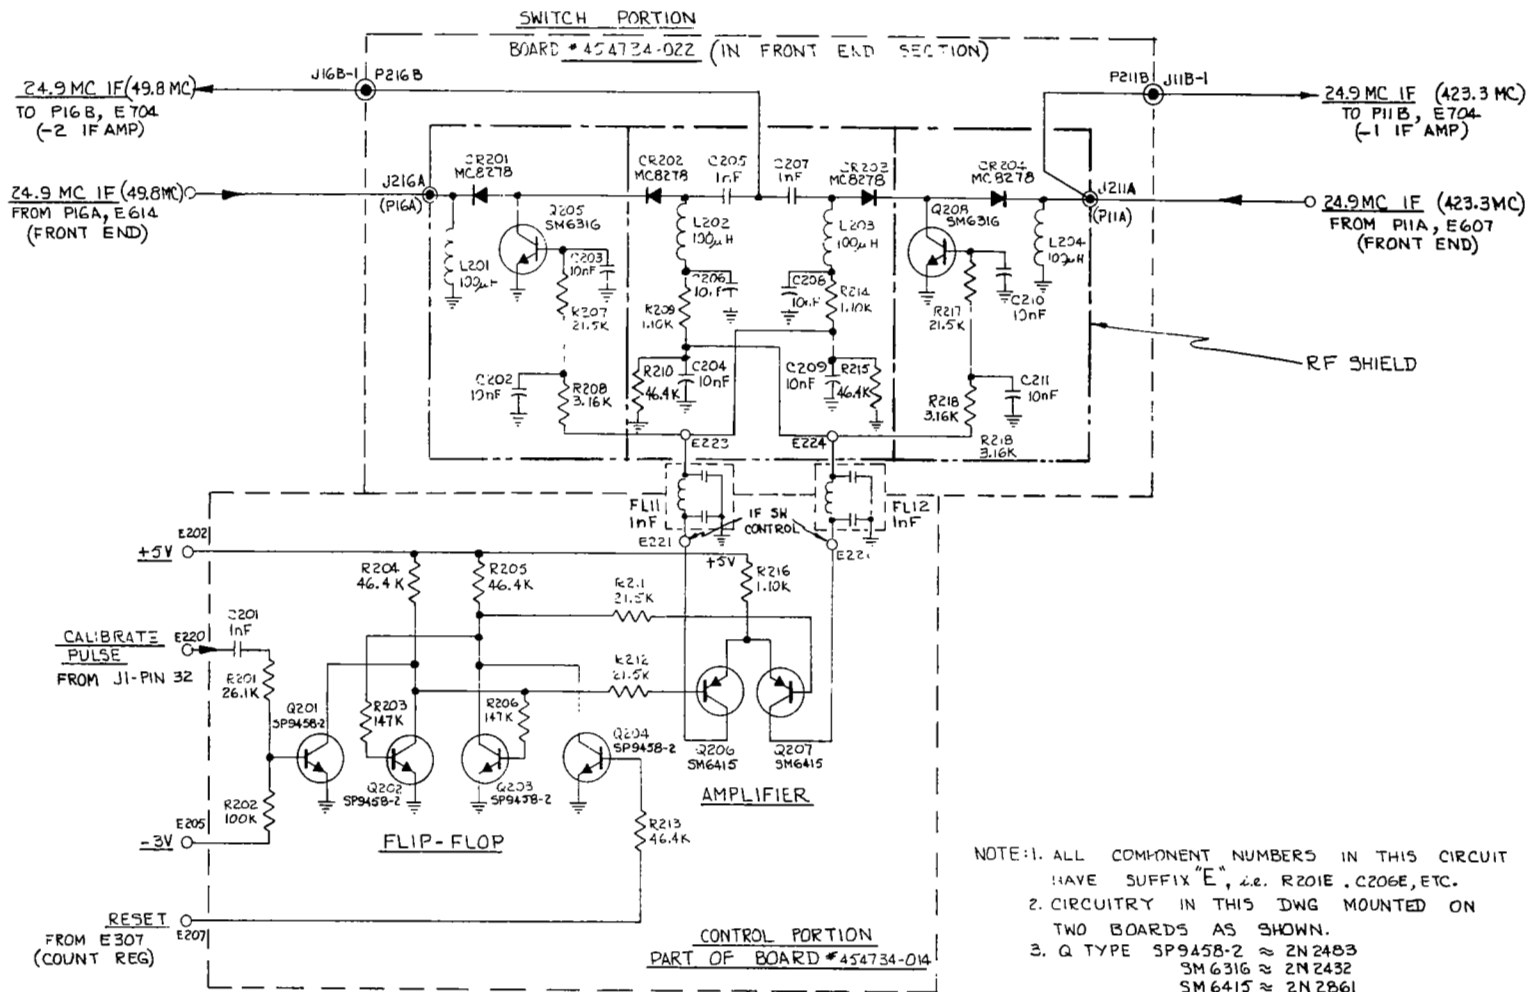 SWITCH PORTION
BOARD #454734-022 (IN FRONT END SECTION)
J16B-1
P216B
P211B
J11B-1
24.9 MC IF (49.8 MC)
TO P16B, E704
(-2 IF AMP)
24.9 MC IF (423.3 MC)
TO P11B, E704
(-1 IF AMP)
24.9 MC IF (49.8MC)
FROM P16A, E614
(FRONT END)
J216A
(P16A)
CR201
MC8278
CR202
MC8278
C205
1nF
C207
1nF
CR203
MC8278
CR204
MC8278
J211A
(P11A)
24.9 MC IF (423.3MC)
FROM P11A, E607
(FRONT END)
Q205
SM6316
L201
100µH
C203
10nF
R207
21.5K
L202
100µH
C206
10nF
R209
1.10K
L203
100µH
C208
10nF
R214
1.10K
Q208
SM6316
L204
100µH
C210
10nF
R217
21.5K
RF SHIELD
C202
10nF
R208
3.16K
R210
46.4K
C204
10nF
C209
10nF
R215
46.4K
R218
3.16K
C211
10nF
R218
3.16K
E223
E224
FL11
1nF
IF SW
CONTROL
FL12
1nF
E221
E221
+5V
E202
+5V
R204
46.4K
R205
46.4K
R216
1.10K
R211
21.5K
C201
1nF
CALIBRATE
PULSE
FROM J1-PIN 32
E220
R201
26.1K
R212
21.5K
Q201
SP9458-2
R203
147K
R206
147K
Q204
SP9458-2
Q206
SM6415
Q207
SM6415
Q202
SP9458-2
Q203
SP9458-2
AMPLIFIER
R202
100K
E205
-3V
FLIP-FLOP
R213
46.4K
RESET
E207
FROM E307
(COUNT REG)
CONTROL PORTION
PART OF BOARD #454734-014
NOTE: 1. ALL COMPONENT NUMBERS IN THIS CIRCUIT
HAVE SUFFIX "E", i.e. R201E, C206E, ETC.
2. CIRCUITRY IN THIS DWG MOUNTED ON
TWO BOARDS AS SHOWN.
3. Q TYPE SP9458-2 ≈ 2N2483
SM6316 ≈ 2N2432
SM6415 ≈ 2N2861